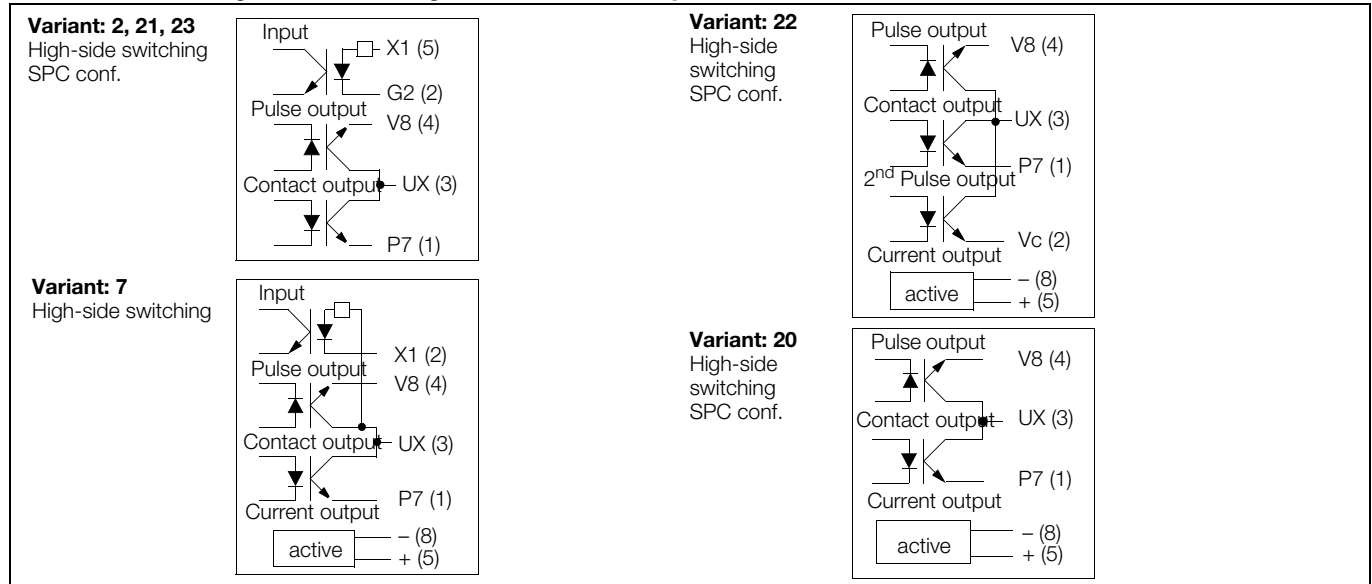 Variant: 2, 21, 23
High-side switching
SPC conf.
Input
X1 (5)
G2 (2)
Pulse output
V8 (4)
Contact output
UX (3)
P7 (1)
Variant: 7
High-side switching
Input
X1 (2)
Pulse output
V8 (4)
Contact output
UX (3)
P7 (1)
Current output
active
– (8)
+ (5)
Variant: 22
High-side
switching
SPC conf.
Pulse output
V8 (4)
Contact output
UX (3)
P7 (1)
2nd Pulse output
Vc (2)
Current output
active
– (8)
+ (5)
Variant: 20
High-side
switching
SPC conf.
Pulse output
V8 (4)
Contact output
UX (3)
P7 (1)
Current output
active
– (8)
+ (5)